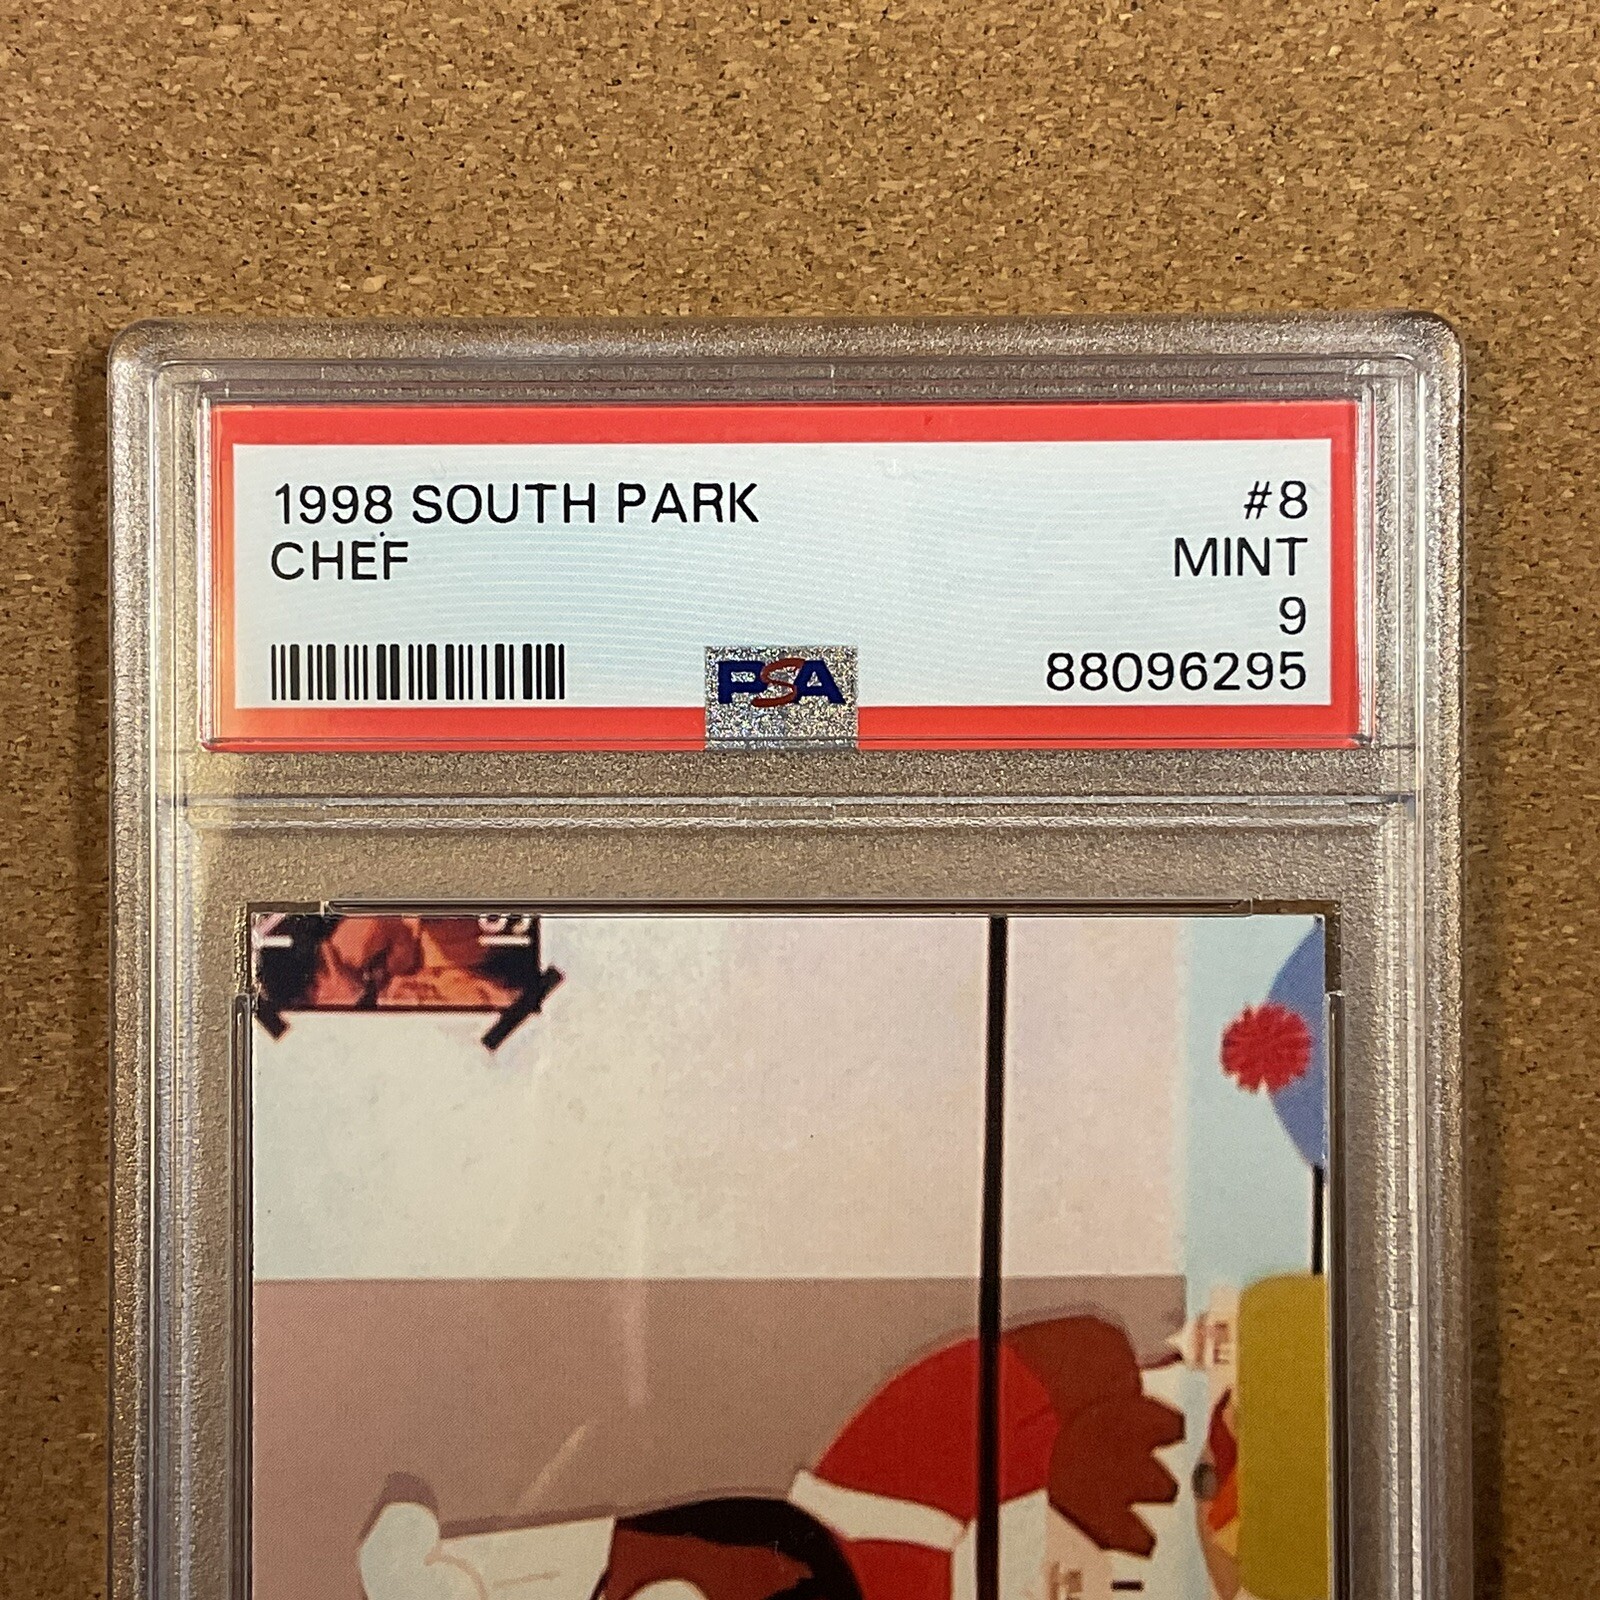 1998 SOUTH PARK
CHEF
#8
MINT
9
PSA
88096295